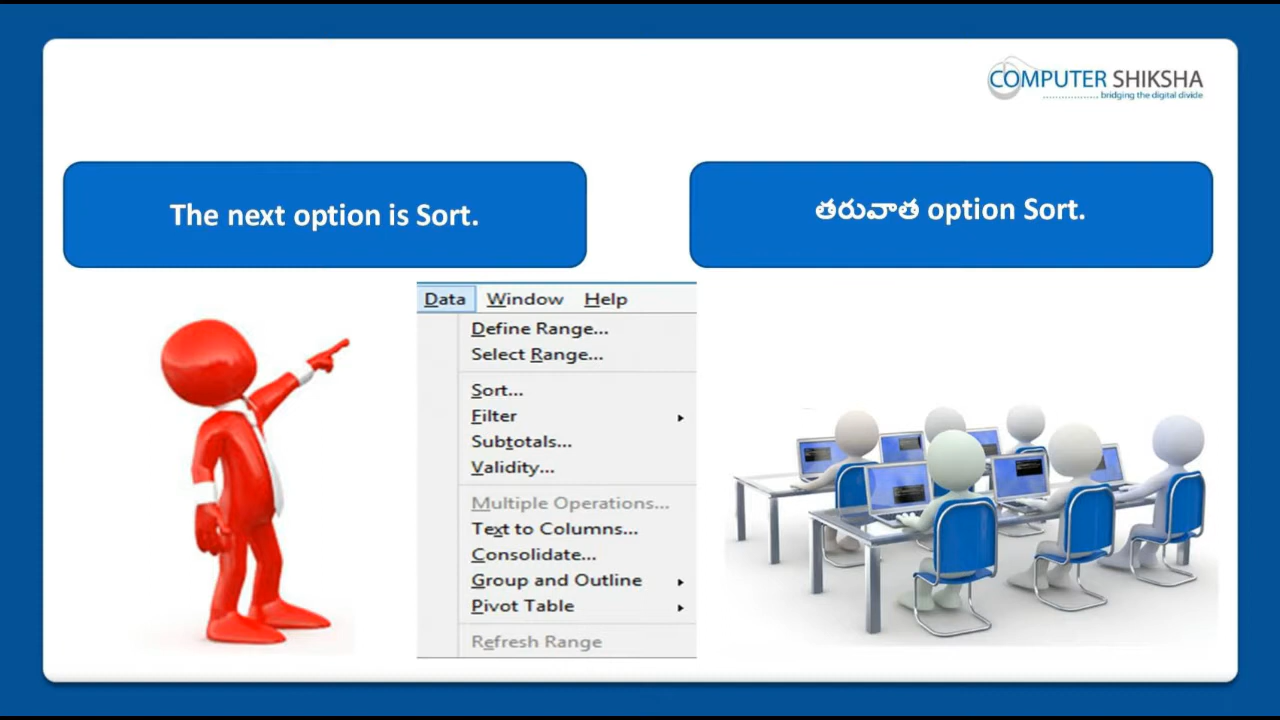 COMPUTER SHIKSHA
bridging the digital divide
The next option is Sort.
తరువాత option Sort.
Data Window Help
Define Range...
Select Range...
Sort...
Filter
Subtotals...
Validity...
Multiple Operations...
Text to Columns...
Consolidate...
Group and Outline
Pivot Table
Refresh Range